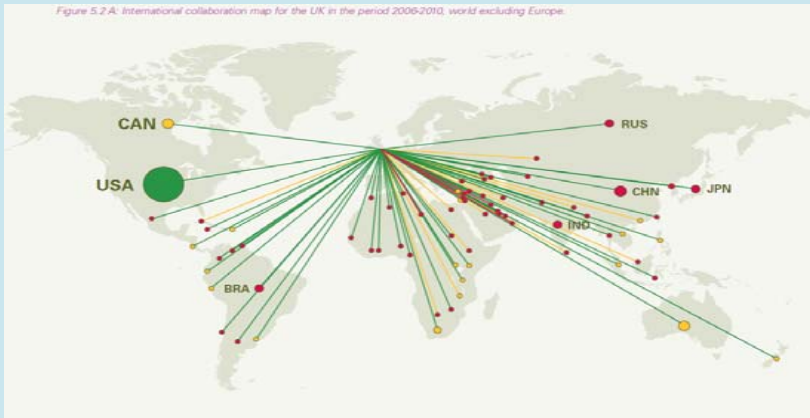 Figure 5.2 A: International collaboration map for the UK in the period 2006-2010, world excluding Europe.
CAN
RUS
USA
CHN
JPN
IND
BRA